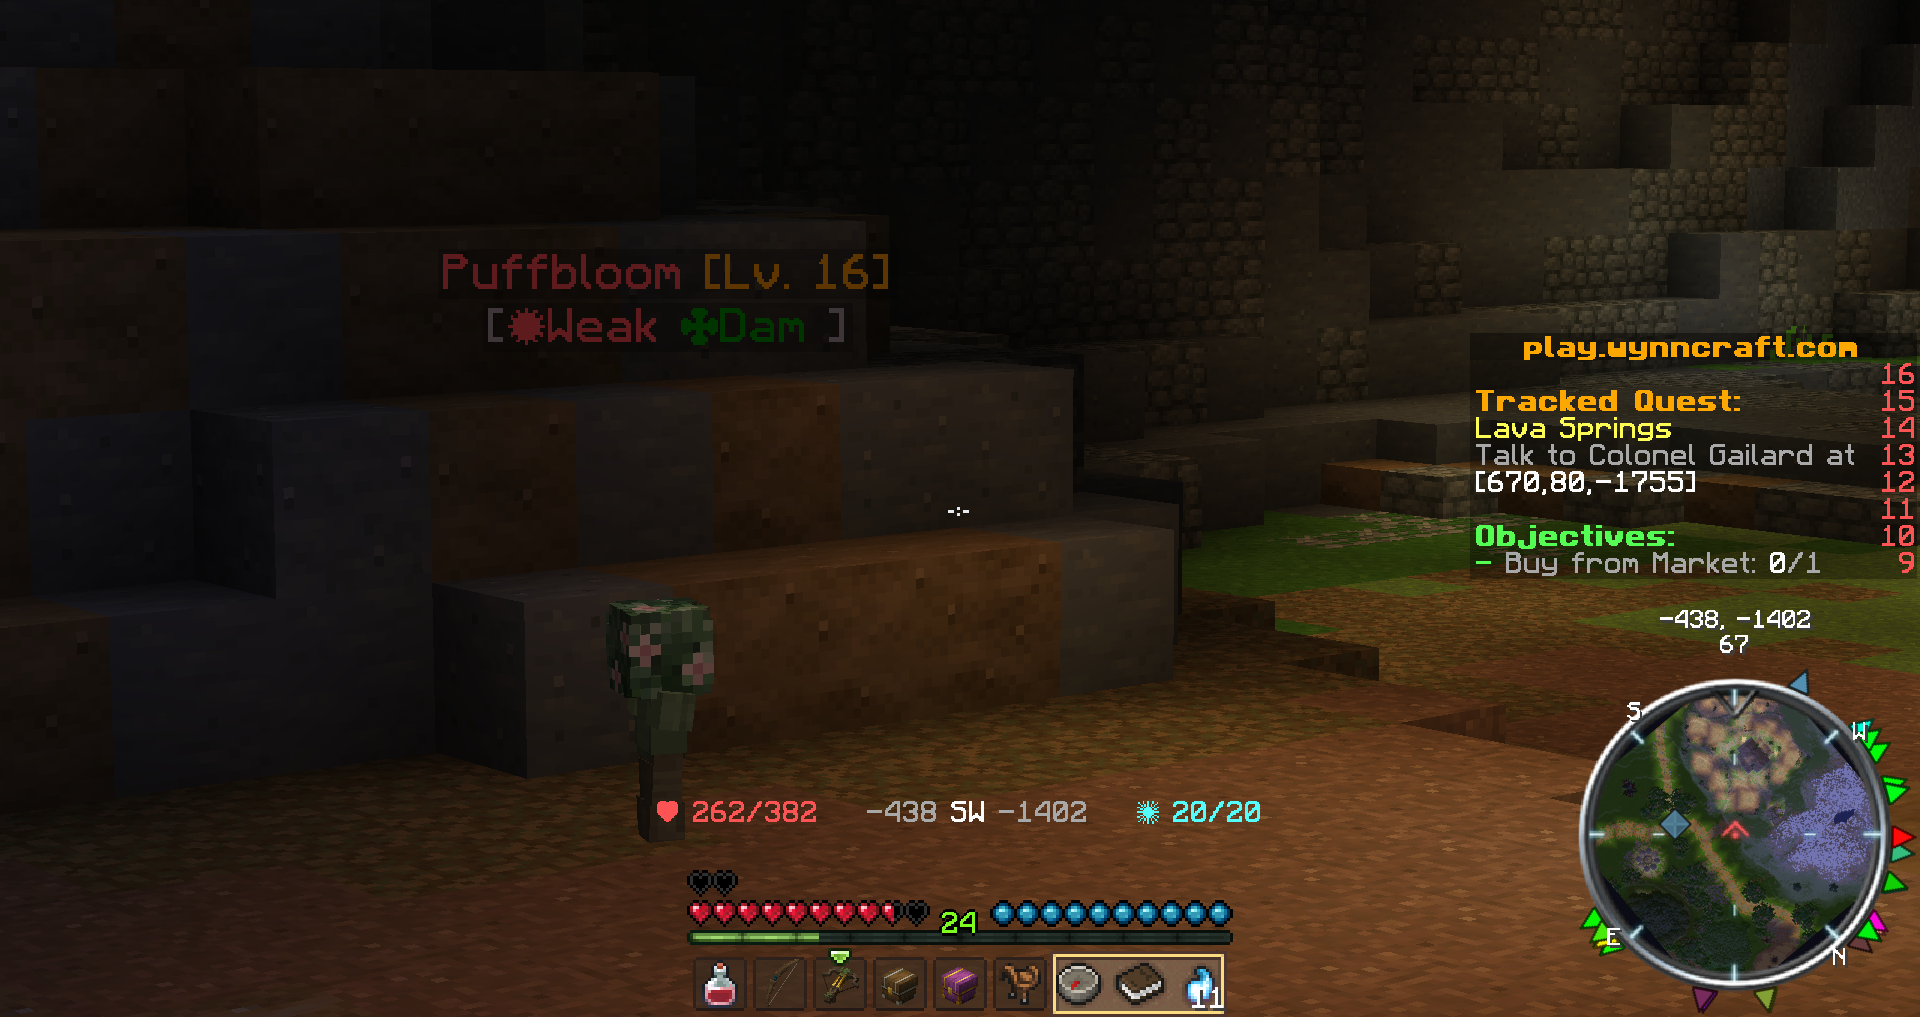 Puffbloom [Lv. 16]
[✹Weak ✤Dam ]
play.wynncraft.com
16
Tracked Quest: 15
Lava Springs 14
Talk to Colonel Gailard at 13
[670,80,-1755] 12
11
Objectives: 10
- Buy from Market: 0/1 9
-438, -1402
67
S
W
E
N
262/382 -438 SW -1402 20/20
24
11